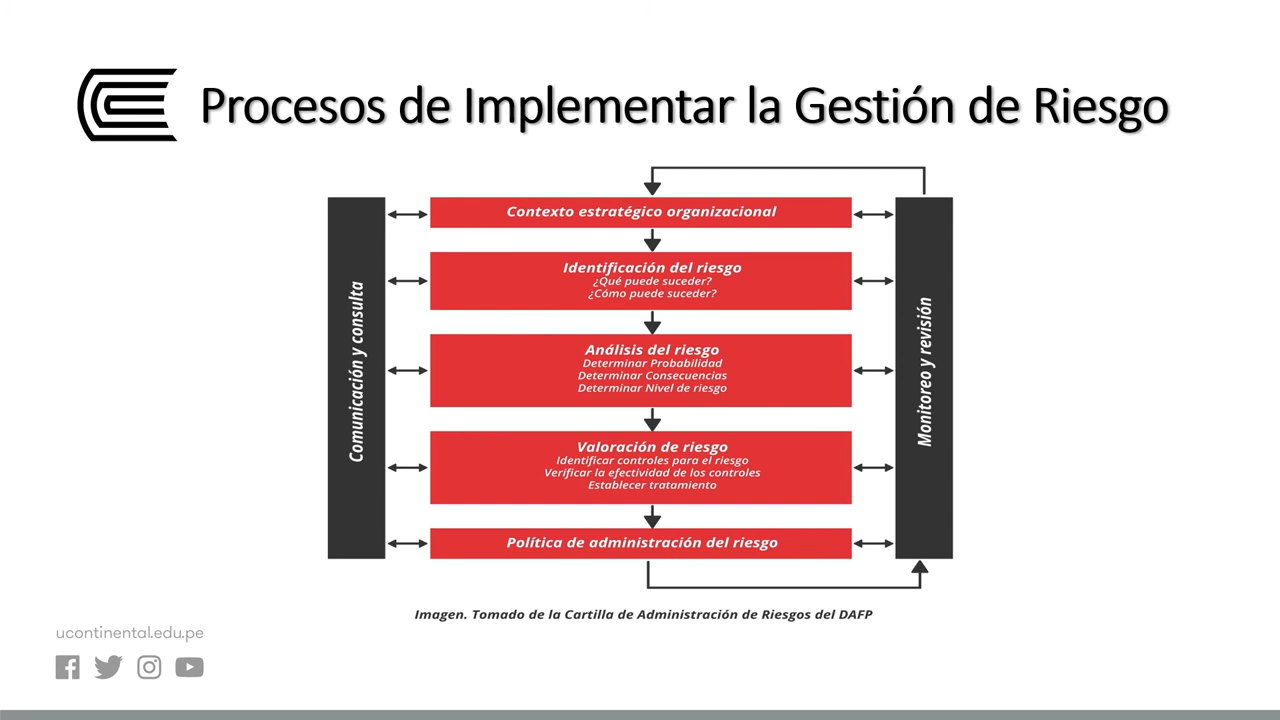 Procesos de Implementar la Gestión de Riesgo
Comunicación y consulta
Contexto estratégico organizacional
Identificación del riesgo
¿Qué puede suceder?
¿Cómo puede suceder?
Análisis del riesgo
Determinar Probabilidad
Determinar Consecuencias
Determinar Nivel de riesgo
Valoración de riesgo
Identificar controles para el riesgo
Verificar la efectividad de los controles
Establecer tratamiento
Política de administración del riesgo
Monitoreo y revisión
Imagen. Tomado de la Cartilla de Administración de Riesgos del DAFP
ucontinental.edu.pe